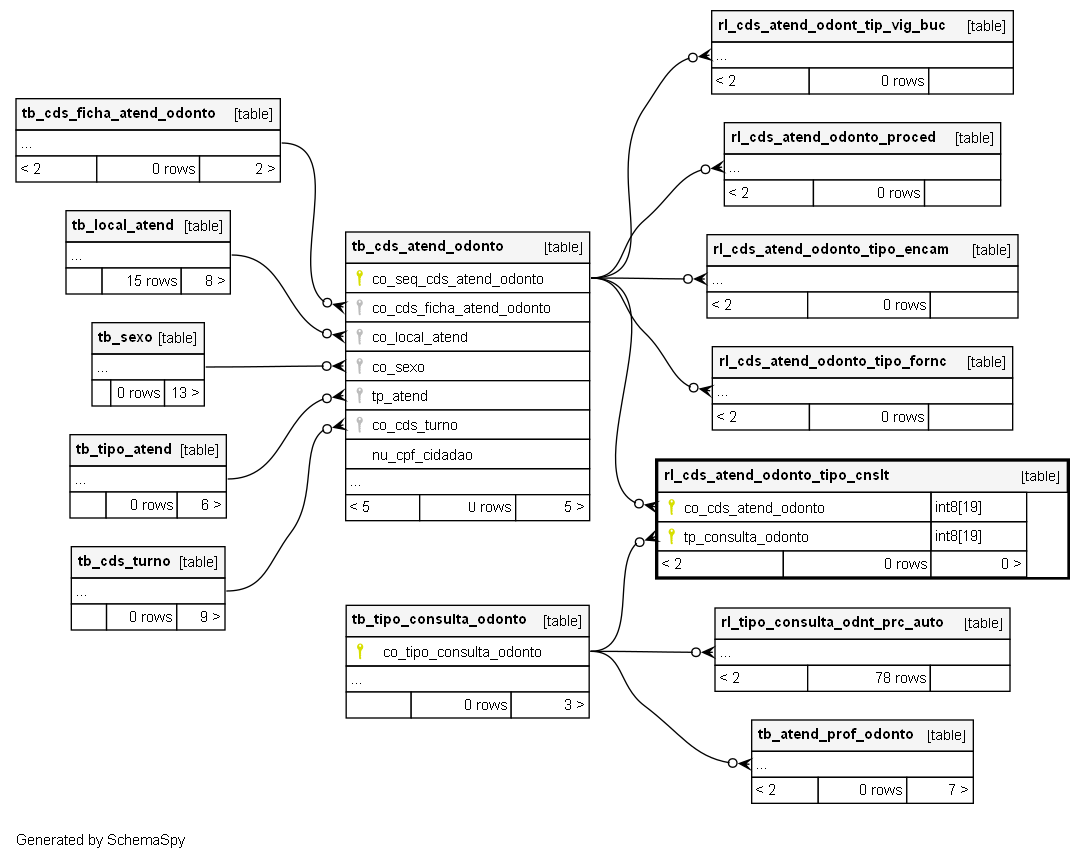 rl_cds_atend_odont_tip_vig_buc [table]
...
< 2 0 rows
tb_cds_ficha_atend_odonto [table]
...
< 2 0 rows 2 >
rl_cds_atend_odonto_proced [table]
...
< 2 0 rows
tb_local_atend [table]
...
15 rows 8 >
tb_cds_atend_odonto [table]
co_seq_cds_atend_odonto
co_cds_ficha_atend_odonto
co_local_atend
co_sexo
tp_atend
co_cds_turno
nu_cpf_cidadao
...
< 5 0 rows 5 >
rl_cds_atend_odonto_tipo_encam [table]
...
< 2 0 rows
tb_sexo [table]
...
0 rows 13 >
rl_cds_atend_odonto_tipo_fornc [table]
...
< 2 0 rows
tb_tipo_atend [table]
...
0 rows 6 >
rl_cds_atend_odonto_tipo_cnslt [table]
co_cds_atend_odonto int8[19]
tp_consulta_odonto int8[19]
< 2 0 rows 0 >
tb_cds_turno [table]
...
0 rows 9 >
tb_tipo_consulta_odonto [table]
co_tipo_consulta_odonto
...
0 rows 3 >
rl_tipo_consulta_odnt_prc_auto [table]
...
< 2 78 rows
tb_atend_prof_odonto [table]
...
< 2 0 rows 7 >
Generated by SchemaSpy